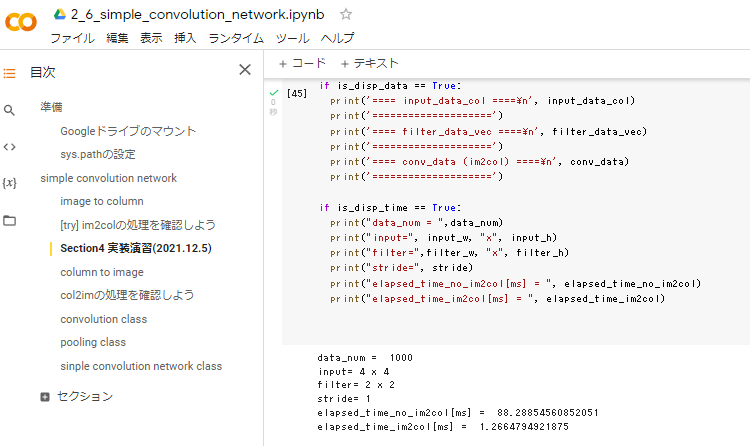 2_6_simple_convolution_network.ipynb
ファイル 編集 表示 挿入 ランタイム ツール ヘルプ
目次
準備
Googleドライブのマウント
sys.pathの設定
simple convolution network
image to column
[try] im2colの処理を確認しよう
Section4 実装演習(2021.12.5)
column to image
col2imの処理を確認しよう
convolution class
pooling class
sinple convolution network class
セクション
+ コード + テキスト
[45]
0
秒
if is_disp_data == True:
print('==== input_data_col ====¥n', input_data_col)
print('====================')
print('==== filter_data_vec ====¥n', filter_data_vec)
print('====================')
print('==== conv_data (im2col) ====¥n', conv_data)
print('====================')
if is_disp_time == True:
print("data_num = ",data_num)
print("input=", input_w, "x", input_h)
print("filter=",filter_w, "x", filter_h)
print("stride=", stride)
print("elapsed_time_no_im2col[ms] = ", elapsed_time_no_im2col)
print("elapsed_time_im2col[ms] = ", elapsed_time_im2col)
data_num =  1000
input= 4 x 4
filter= 2 x 2
stride= 1
elapsed_time_no_im2col[ms] =  88.28854560852051
elapsed_time_im2col[ms] =  1.2664794921875